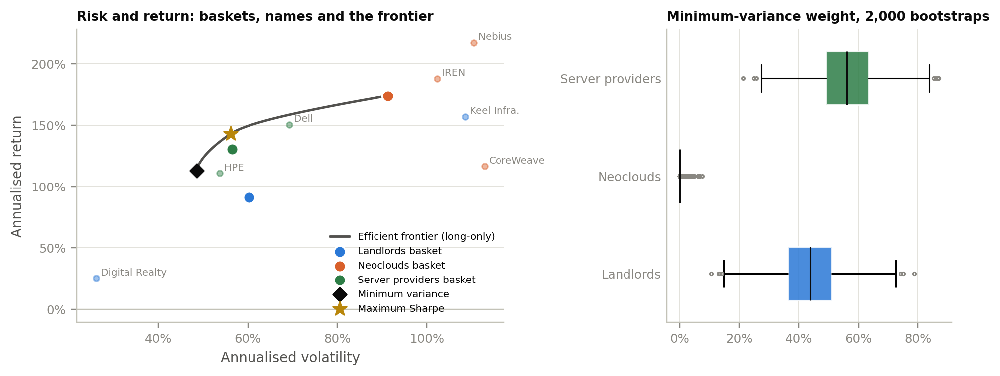 Risk and return: baskets, names and the frontier
Annualised return
200%
150%
100%
50%
0%
Nebius
IREN
Keel Infra.
Dell
CoreWeave
HPE
Digital Realty
Efficient frontier (long-only)
Landlords basket
Neoclouds basket
Server providers basket
Minimum variance
Maximum Sharpe
40%
60%
80%
100%
Annualised volatility
Minimum-variance weight, 2,000 bootstraps
Server providers
Neoclouds
Landlords
0%
20%
40%
60%
80%